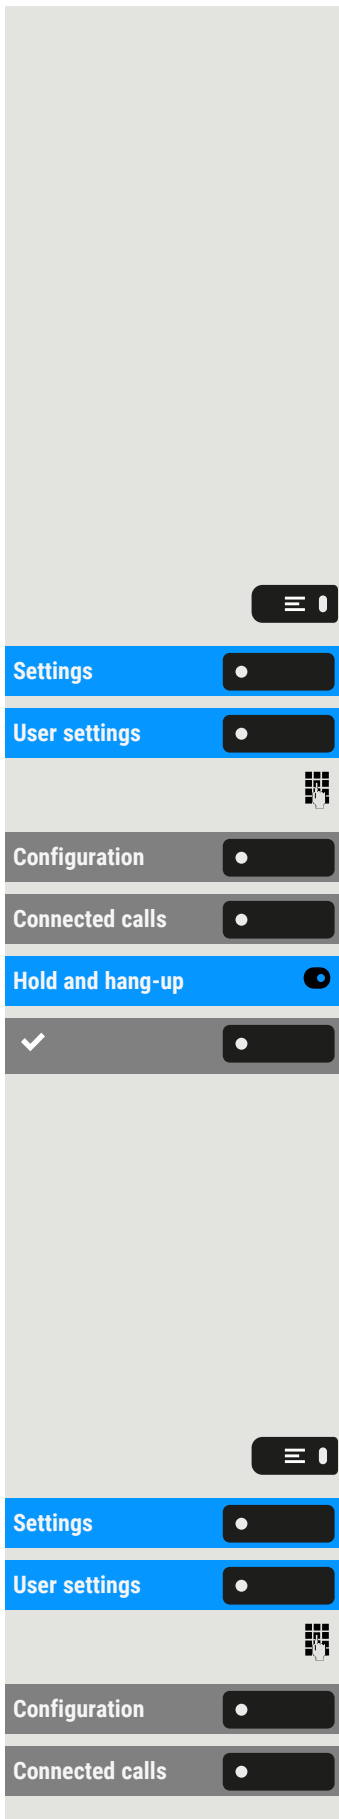 Settings
User settings
Configuration
Connected calls
Hold and hang-up
Settings
User settings
Configuration
Connected calls